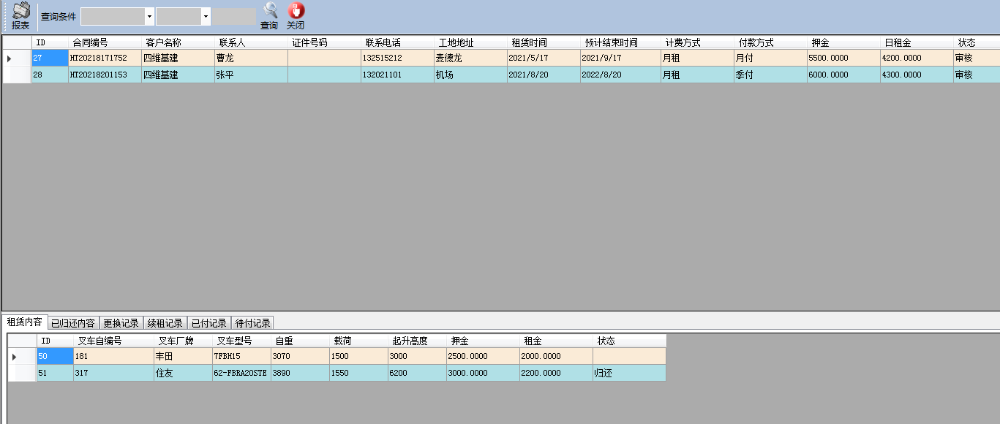 报表 查询条件 查询 关闭
ID 合同编号 客户名称 联系人 证件号码 联系电话 工地地址 租赁时间 预计结束时间 计费方式 付款方式 押金 日租金 状态
27 HT20218171752 四维基建 曹龙 132515212 麦德龙 2021/5/17 2021/9/17 月租 月付 5500.0000 4200.0000 审核
28 HT20218201153 四维基建 张平 132021101 机场 2021/8/20 2022/8/20 月租 季付 6000.0000 4300.0000 审核
租赁内容 已归还内容 更换记录 续租记录 已付记录 待付记录
ID 叉车自编号 叉车厂牌 叉车型号 自重 载荷 起升高度 押金 租金 状态
50 181 丰田 7FBH15 3070 1500 3000 2500.0000 2000.0000
51 317 住友 62-FBRA20STE 3890 1550 6200 3000.0000 2200.0000 归还